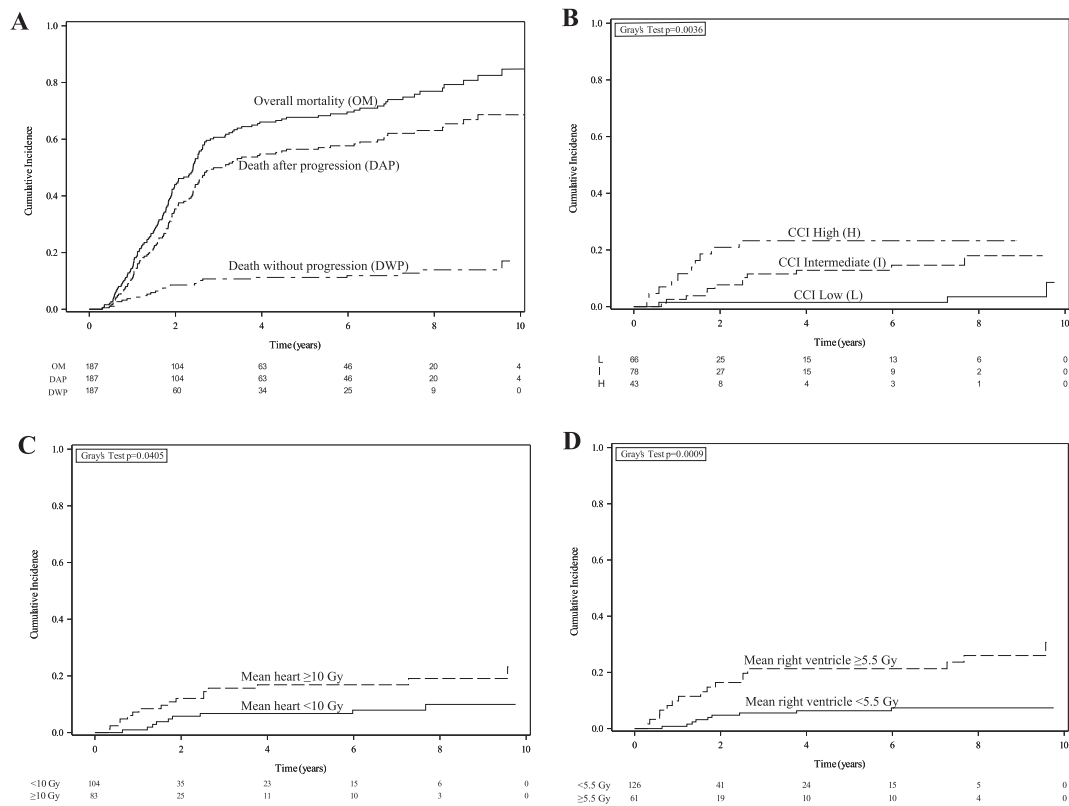 A
1.0
0.8
0.6
0.4
0.2
0.0
Cumulative Incidence
Overall mortality (OM)
Death after progression (DAP)
Death without progression (DWP)
0 2 4 6 8 10
Time (years)
OM 187 104 63 46 20 4
DAP 187 104 63 46 20 4
DWP 187 60 34 25 9 0
B
Gray's Test p=0.0036
1.0
0.8
0.6
0.4
0.2
0.0
Cumulative Incidence
CCI High (H)
CCI Intermediate (I)
CCI Low (L)
0 2 4 6 8 10
Time (years)
L 66 25 15 13 6 0
I 78 27 15 9 2 0
H 43 8 4 3 1 0
C
Gray's Test p=0.0405
1.0
0.8
0.6
0.4
0.2
0.0
Cumulative Incidence
Mean heart ≥10 Gy
Mean heart <10 Gy
0 2 4 6 8 10
Time (years)
<10 Gy 104 35 23 15 6 0
≥10 Gy 83 25 11 10 3 0
D
Gray's Test p=0.0009
1.0
0.8
0.6
0.4
0.2
0.0
Cumulative Incidence
Mean right ventricle ≥5.5 Gy
Mean right ventricle <5.5 Gy
0 2 4 6 8 10
Time (years)
<5.5 Gy 126 41 24 15 5 0
≥5.5 Gy 61 19 10 10 4 0